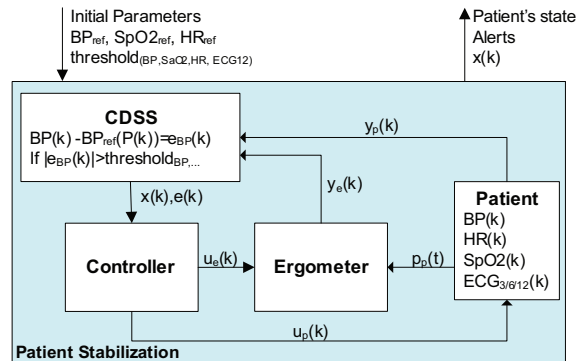 Initial Parameters
BPref, SpO2ref, HRref
threshold(BP,SaO2,HR, ECG12)
Patient's state
Alerts
x(k)
CDSS
BP(k) -BPref(P(k))=eBP(k)
If |eBP(k)|>thresholdBP,...
yp(k)
ye(k)
x(k),e(k)
Patient
BP(k)
HR(k)
SpO2(k)
ECG3/6/12(k)
Controller
ue(k)
Ergometer
pp(t)
up(k)
Patient Stabilization